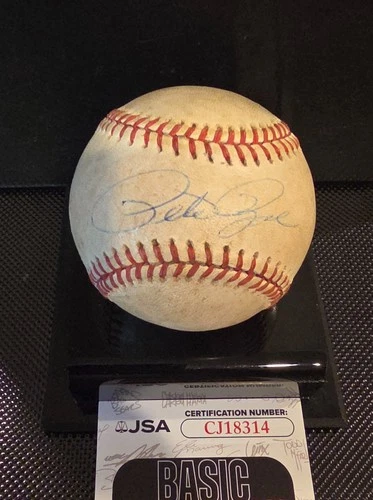 Pete Rose
CERTIFICATION NUMBER:
JSA
CJ18314
BASIC